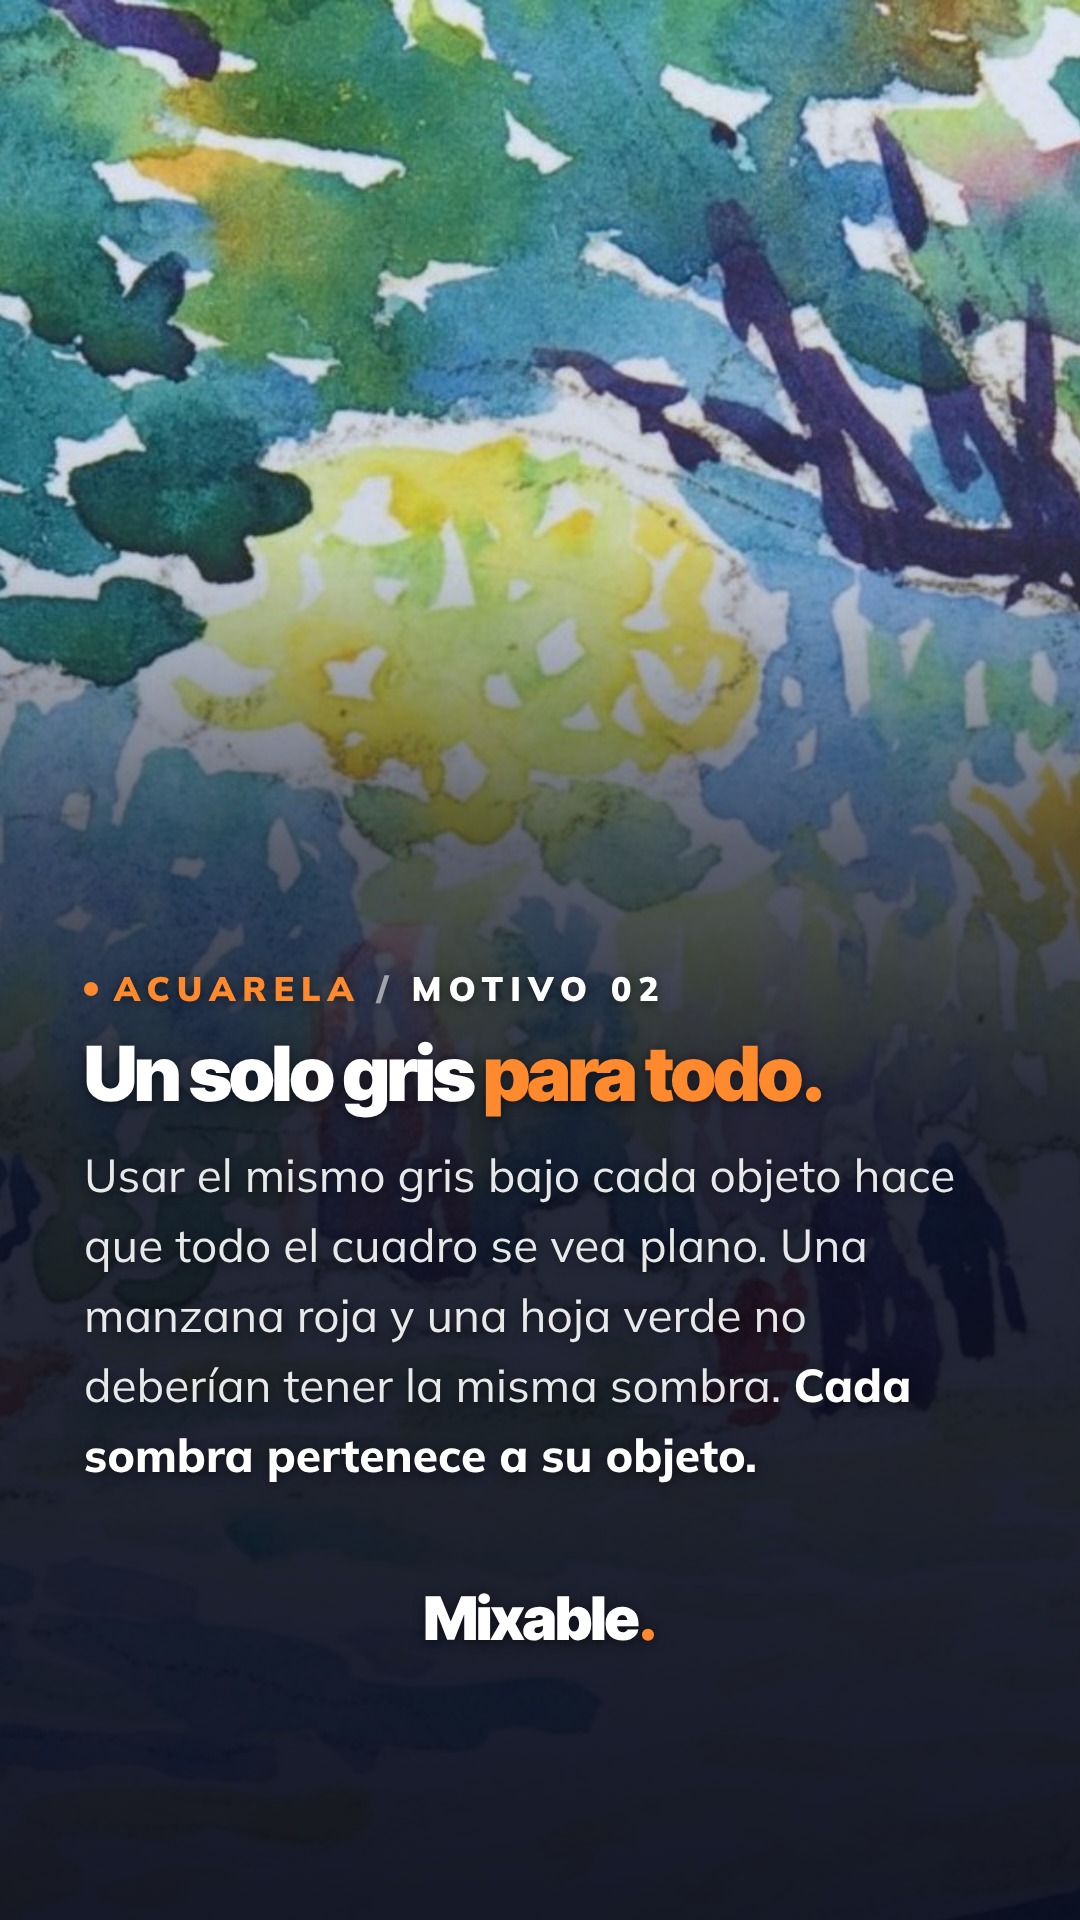 • ACUARELA / MOTIVO 02
Un solo gris para todo.
Usar el mismo gris bajo cada objeto hace
que todo el cuadro se vea plano. Una
manzana roja y una hoja verde no
deberían tener la misma sombra. Cada
sombra pertenece a su objeto.
Mixable.